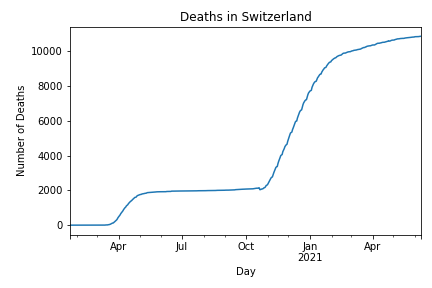 Deaths in Switzerland
Number of Deaths
10000
8000
6000
4000
2000
0
Apr Jul Oct Jan Apr
2021
Day